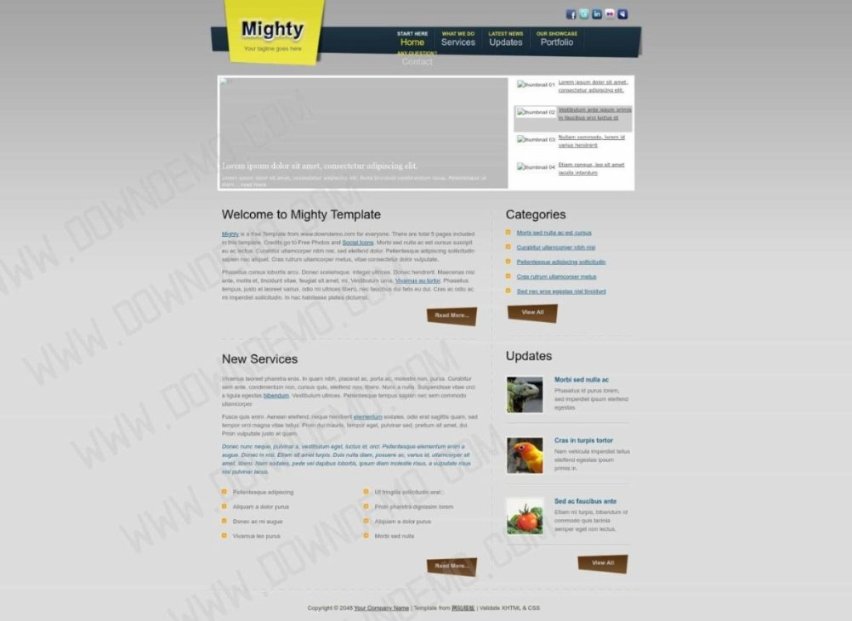 Mighty
Your tagline goes here
START HERE
Home
WHAT WE DO
Services
LATEST NEWS
Updates
OUR SHOWCASE
Portfolio
ANY QUESTION?
Contact
Lorem ipsum dolor sit amet, consectetur adipiscing elit.
thumbnail 01
Lorem ipsum dolor sit amet,
consectetur adipiscing elit.
thumbnail 02
Vestibulum ante ipsum primis
in faucibus orci luctus et
thumbnail 03
Nullam commodo, lorem id
varius hendrerit
thumbnail 04
Etiam congue, leo sit amet
iaculis interdum
Welcome to Mighty Template
Mighty is a free Template from www.downdemo.com for everyone. There are total 5 pages included
in this template. Credits go to Free Photos and Social Icons. Morbi sed nulla ac est cursus suscipit
eu ac lectus. Curabitur ullamcorper nibh nisi, sed eleifend dolor. Pellentesque adipiscing sollicitudin
sapien nec aliquet. Cras rutrum ullamcorper metus, vitae consectetur dolor vulputate.
Phasellus cursus lobortis arcu. Donec scelerisque, integer ultrices. Donec hendrerit. Maecenas nisl
ante, mollis et, tincidunt vitae, feugiat sit amet, mi. Vestibulum urna. Vivamus eu tortor. Phasellus
tempus, justo at laoreet varius, odio mi ultrices libero, nec faucibus dui felis eu dui. Cras ac odio ac
mi imperdiet sollicitudin. In hac habitasse platea dictumst.
Read More...
Categories
Morbi sed nulla ac est cursus
Curabitur ullamcorper nibh nisi
Pellentesque adipiscing sollicitudin
Cras rutrum ullamcorper metus
Sed nec eros egestas nisl tincidunt
View All
New Services
Vivamus laoreet pharetra eros. In quam nibh, placerat ac, porta ac, molestie non, purus. Curabitur
sem ante, condimentum non, cursus quis, eleifend non, libero. Nunc a nulla. Suspendisse vitae orci
a ligula egestas bibendum. Vestibulum ultrices. Pellentesque tempus sapien nec sem commodo
ullamcorper.
Fusce quis enim. Aenean eleifend, neque hendrerit elementum sodales, odio erat sagittis quam, sed
tempor orci magna vitae tellus. Proin dui mauris, tempor eget, pulvinar sed, pretium sit amet, dui.
Proin vulputate justo at quam.
Donec nunc neque, pulvinar a, vestibulum eget, luctus et, orci. Pellentesque elementum enim a
augue. Donec in nisi. Etiam sit amet turpis. Duis nulla diam, posuere ac, varius id, ullamcorper sit
amet, libero. Nam sodales, pede vel dapibus lobortis, ipsum diam molestie risus, a vulputate risus
nisl pulvinar lacus.
Pellentesque adipiscing
Aliquam a dolor purus
Donec ac mi augue
Vivamus leo purus
Ut fringilla sollicitudin erat
Proin pharetra dignissim lorem
Aliquam a dolor purus
Morbi sed nulla
Read More...
Updates
Morbi sed nulla ac
Phasellus id purus lorem,
sed imperdiet ipsum eleifend
egestas.
Cras in turpis tortor
Nam vehicula imperdiet tellus
eleifend egestas ipsum
primis in.
Sed ac faucibus ante
Etiam mi turpis, bibendum id
commodo quis lacinia
semper eget non lectus.
View All
Copyright © 2048 Your Company Name | Template from 网站模板 | Validate XHTML & CSS
WWW.DOWNDEMO.COM
WWW.DOWNDEMO.COM
WWW.DOWNDEMO.COM
WWW.DOWNDEMO.COM